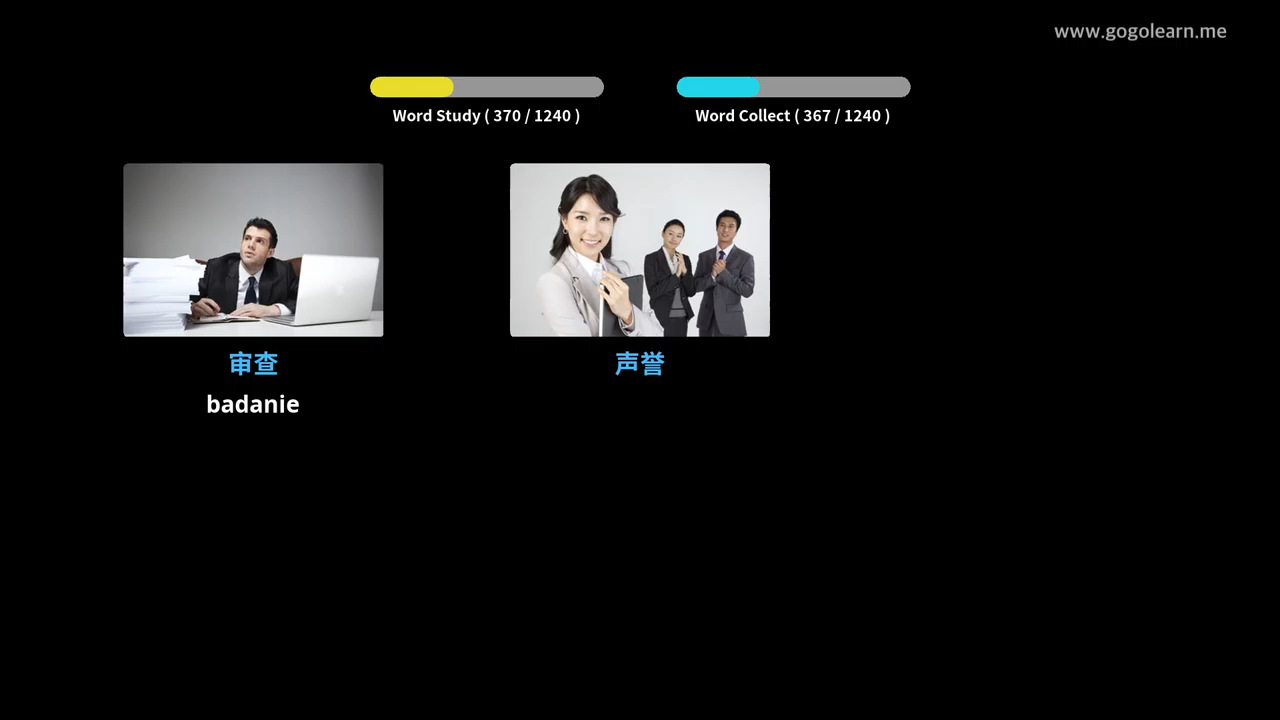 www.gogolearn.me
Word Study ( 370 / 1240 )
Word Collect ( 367 / 1240 )
审查
badanie
声誉